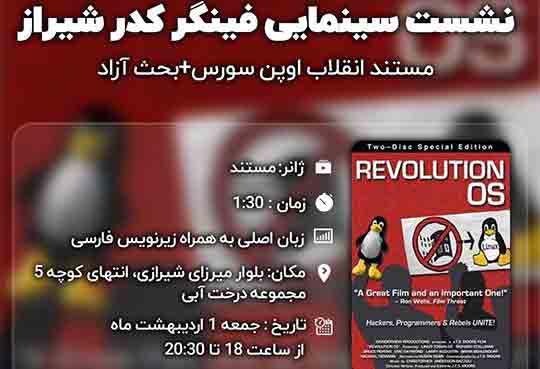 نشست سینمایی فینگر کدر شیراز
مستند انقلاب اوپن سورس+بحث آزاد
ژانر: مستند
زمان : 1:30
زبان اصلی به همراه زیرنویس فارسی
مکان: بلوار میرزای شیرازی، انتهای کوچه 5
مجموعه درخت آبی
تاریخ : جمعه 1 اردیبهشت ماه
از ساعت 18 تا 20:30
Two-Disc Special Edition
REVOLUTION
OS
Linux
"A Great Film and an Important One!"
- Ron Wells, Film Threat
Hackers, Programmers & Rebels UNITE!
OS